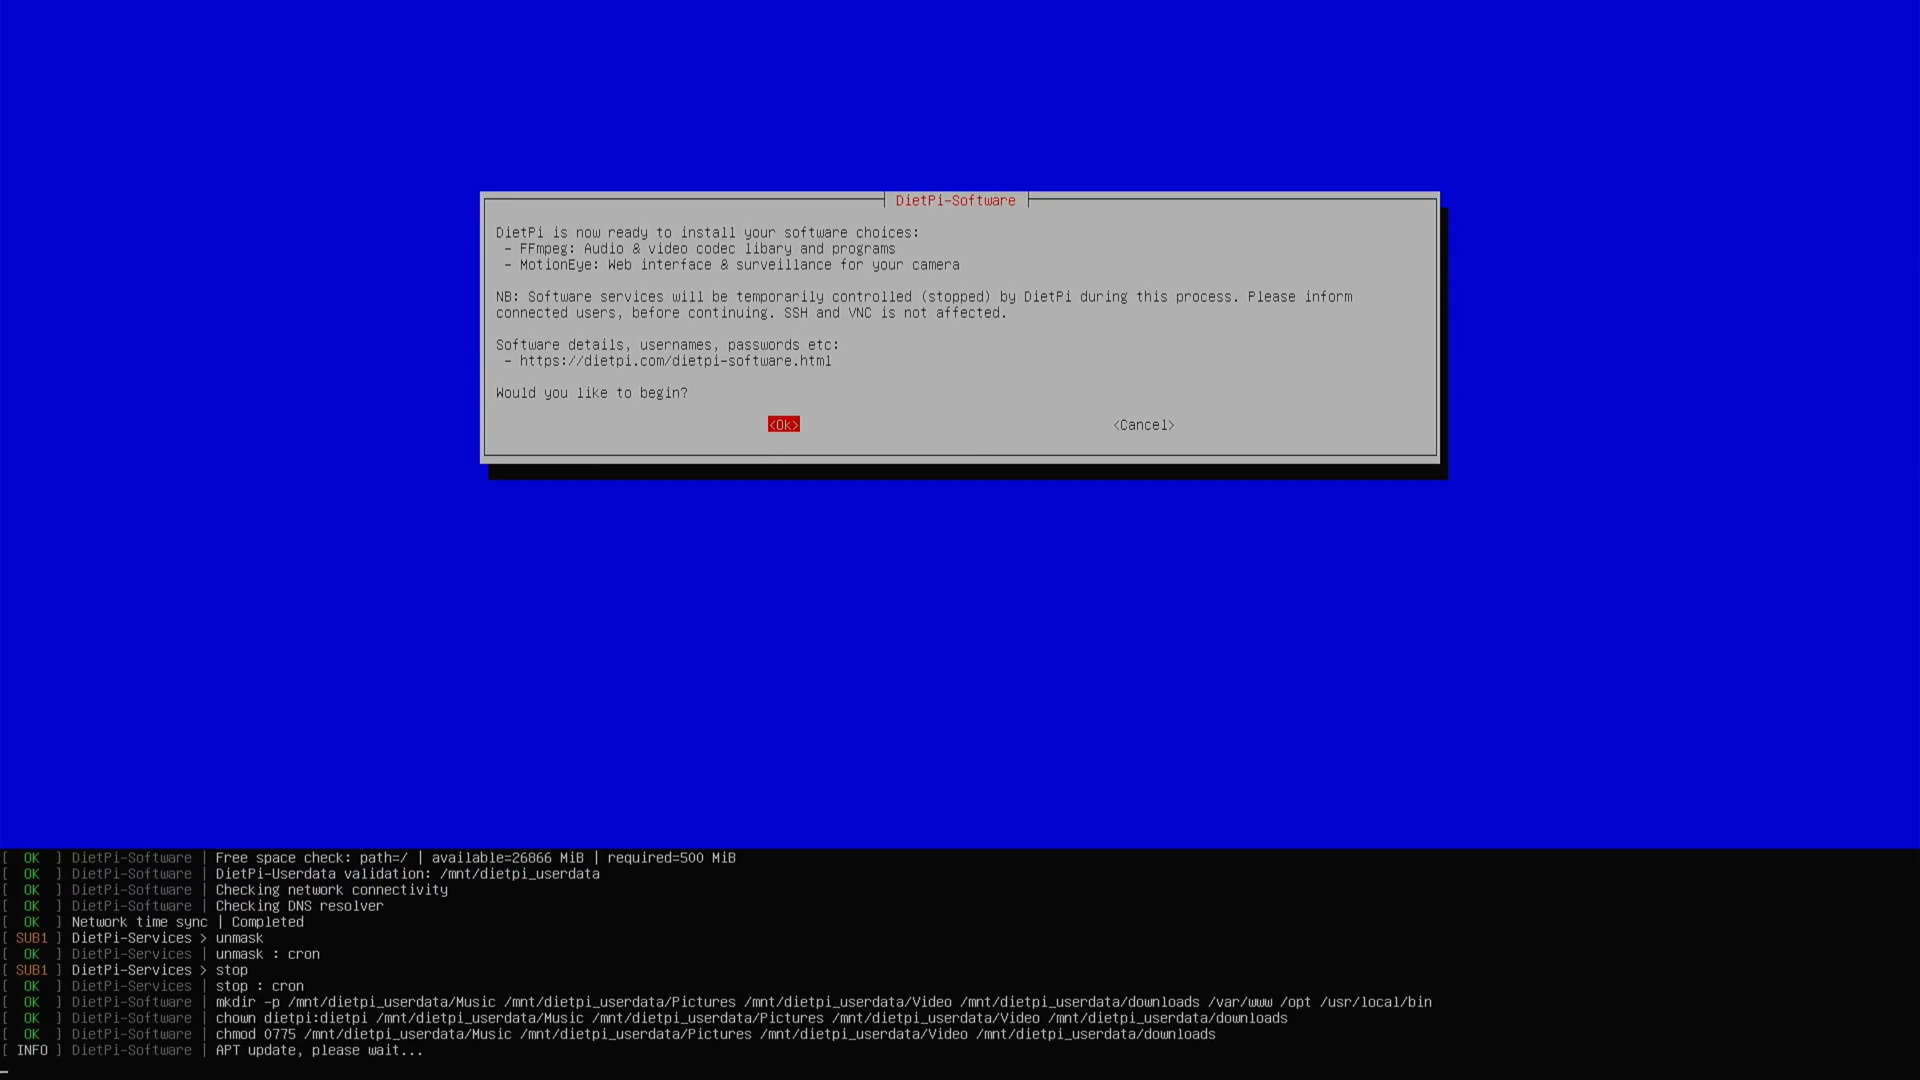 DietPi-Software
DietPi is now ready to install your software choices:
- FFmpeg: Audio & video codec libary and programs
- MotionEye: Web interface & surveillance for your camera
NB: Software services will be temporarily controlled (stopped) by DietPi during this process. Please inform
connected users, before continuing. SSH and VNC is not affected.
Software details, usernames, passwords etc:
- https://dietpi.com/dietpi-software.html
Would you like to begin?
<Ok> <Cancel>
[ OK ] DietPi-Software | Free space check: path=/ | available=26866 MiB | required=500 MiB
[ OK ] DietPi-Software | DietPi-Userdata validation: /mnt/dietpi_userdata
[ OK ] DietPi-Software | Checking network connectivity
[ OK ] DietPi-Software | Checking DNS resolver
[ OK ] Network time sync | Completed
[ SUB1 ] DietPi-Services > unmask
[ OK ] DietPi-Services | unmask : cron
[ SUB1 ] DietPi-Services > stop
[ OK ] DietPi-Services | stop : cron
[ OK ] DietPi-Software | mkdir -p /mnt/dietpi_userdata/Music /mnt/dietpi_userdata/Pictures /mnt/dietpi_userdata/Video /mnt/dietpi_userdata/downloads /var/www /opt /usr/local/bin
[ OK ] DietPi-Software | chown dietpi:dietpi /mnt/dietpi_userdata/Music /mnt/dietpi_userdata/Pictures /mnt/dietpi_userdata/Video /mnt/dietpi_userdata/downloads
[ OK ] DietPi-Software | chmod 0775 /mnt/dietpi_userdata/Music /mnt/dietpi_userdata/Pictures /mnt/dietpi_userdata/Video /mnt/dietpi_userdata/downloads
[ INFO ] DietPi-Software | APT update, please wait...